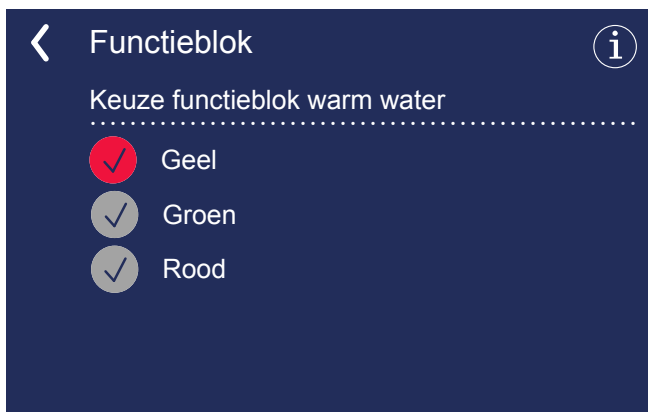 Functieblok
i
Keuze functieblok warm water
Geel
Groen
Rood